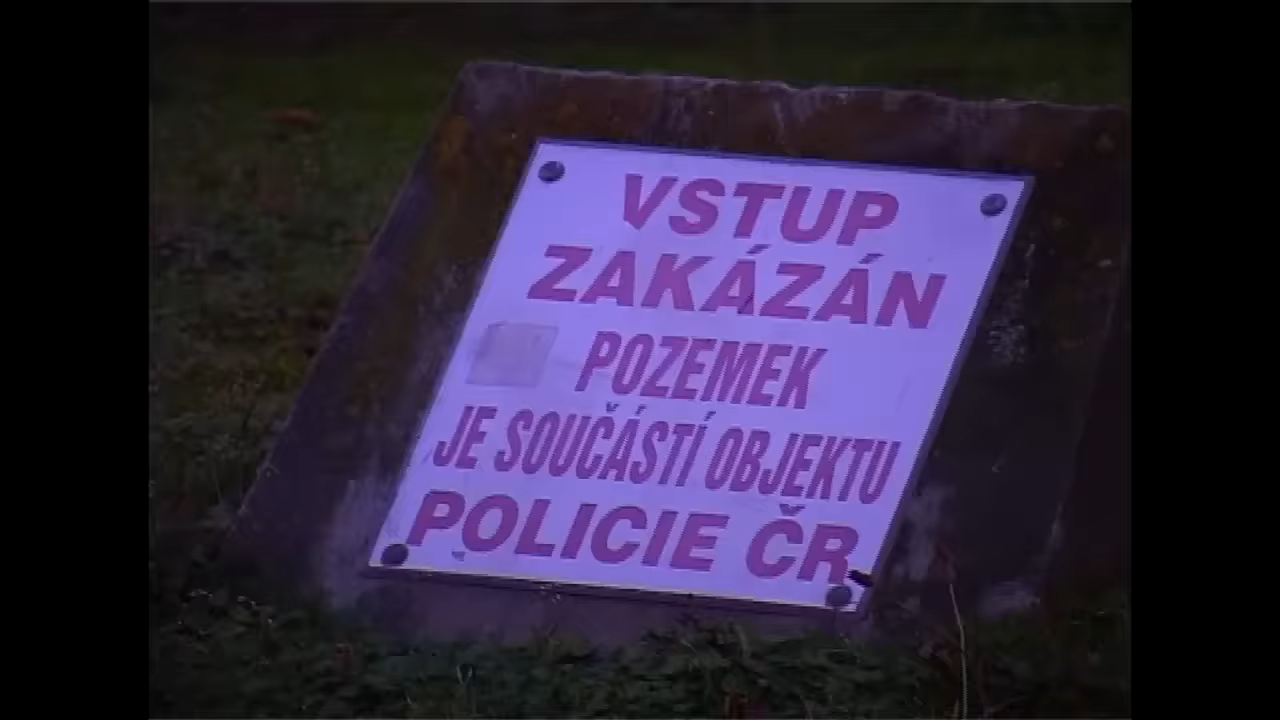 VSTUP
ZAKÁZÁN
POZEMEK
JE SOUČÁSTÍ OBJEKTU
POLICIE ČR